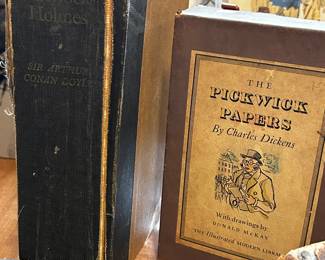 Holmes
SIR ARTHUR
CONAN DOYLE
THE
PICKWICK
PAPERS
By Charles Dickens
With drawings by
DONALD McKAY
The Illustrated MODERN LIBRARY